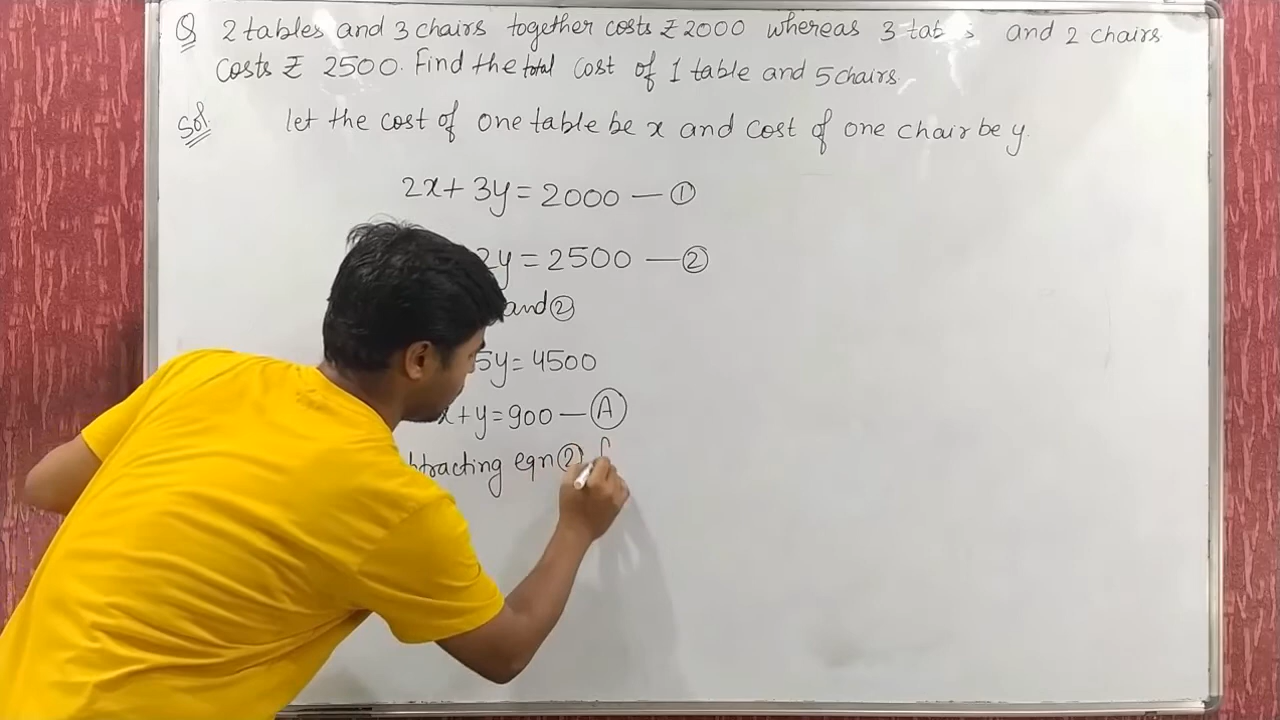 Q 2 tables and 3 chairs together costs ₹ 2000 whereas 3 and 2 chairs
costs ₹ 2500. Find the total cost of 1 table and 5 chairs.
Sol. let the cost of one table be x and cost of one chair be y.
2x + 3y = 2000 — ①
2y = 2500 — ②
and ②
5y = 4500
x + y = 900 — Ⓐ
eqn ②